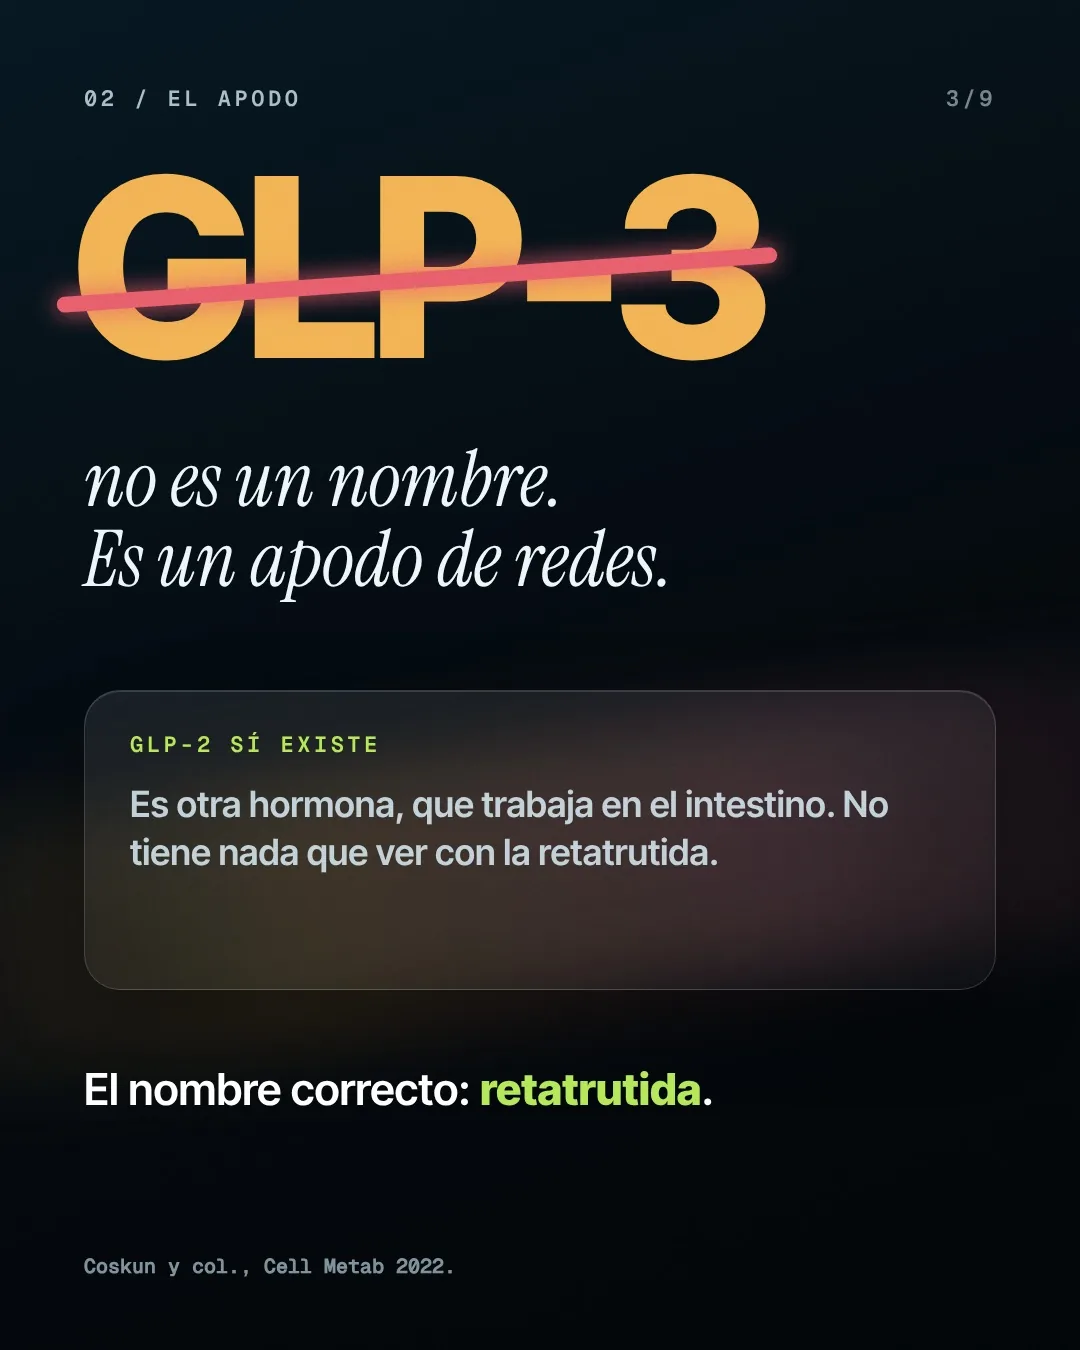 02 / EL APODO
3/9
GLP-3
no es un nombre.
Es un apodo de redes.
GLP-2 SÍ EXISTE
Es otra hormona, que trabaja en el intestino. No
tiene nada que ver con la retatrutida.
El nombre correcto: retatrutida.
Coskun y col., Cell Metab 2022.